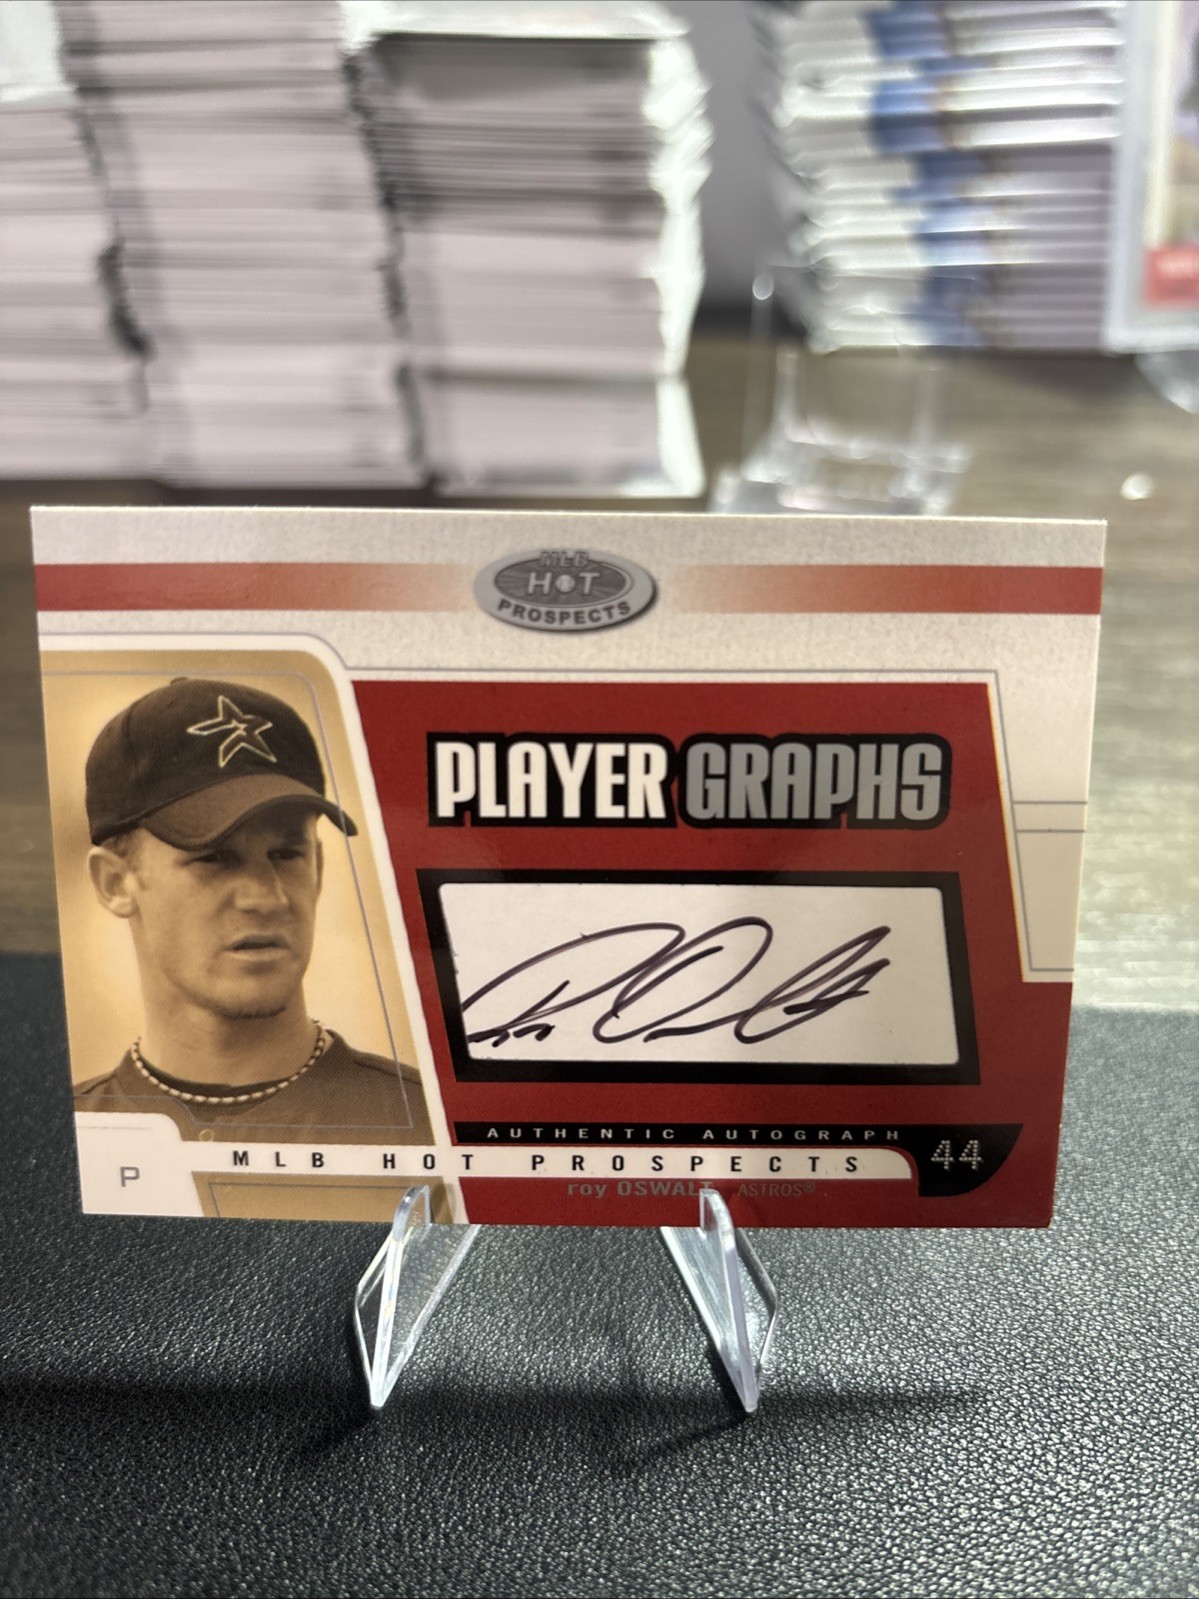 MLB
HOT
PROSPECTS
PLAYER GRAPHS
AUTHENTIC AUTOGRAPH
MLB HOT PROSPECTS
44
P
roy OSWALT ASTROS®